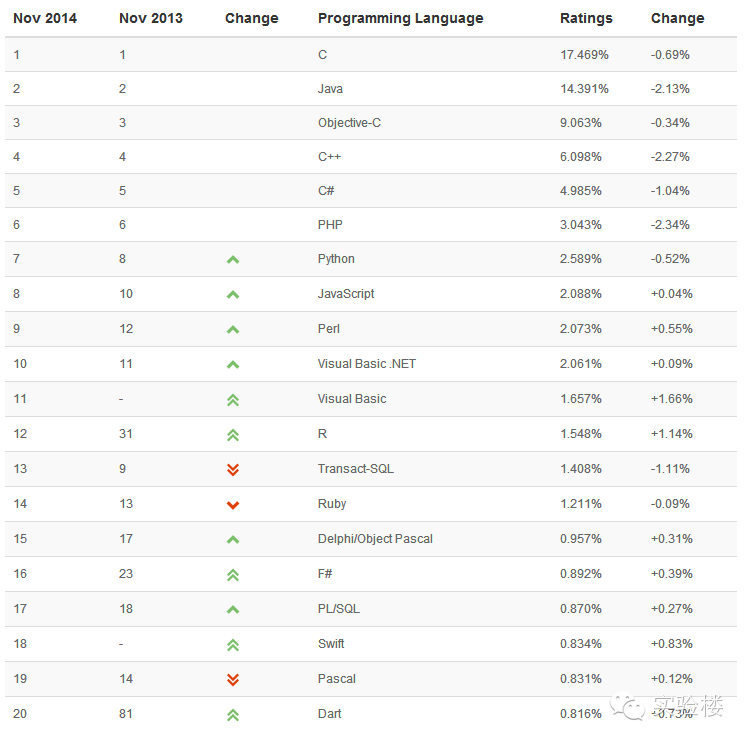 Nov 2014 Nov 2013 Change Programming Language Ratings Change
1 1 C 17.469% -0.69%
2 2 Java 14.391% -2.13%
3 3 Objective-C 9.063% -0.34%
4 4 C++ 6.098% -2.27%
5 5 C# 4.985% -1.04%
6 6 PHP 3.043% -2.34%
7 8 Python 2.589% -0.52%
8 10 JavaScript 2.088% +0.04%
9 12 Perl 2.073% +0.55%
10 11 Visual Basic .NET 2.061% +0.09%
11 - Visual Basic 1.657% +1.66%
12 31 R 1.548% +1.14%
13 9 Transact-SQL 1.408% -1.11%
14 13 Ruby 1.211% -0.09%
15 17 Delphi/Object Pascal 0.957% +0.31%
16 23 F# 0.892% +0.39%
17 18 PL/SQL 0.870% +0.27%
18 - Swift 0.834% +0.83%
19 14 Pascal 0.831% +0.12%
20 81 Dart 0.816% +0.73%
实验楼